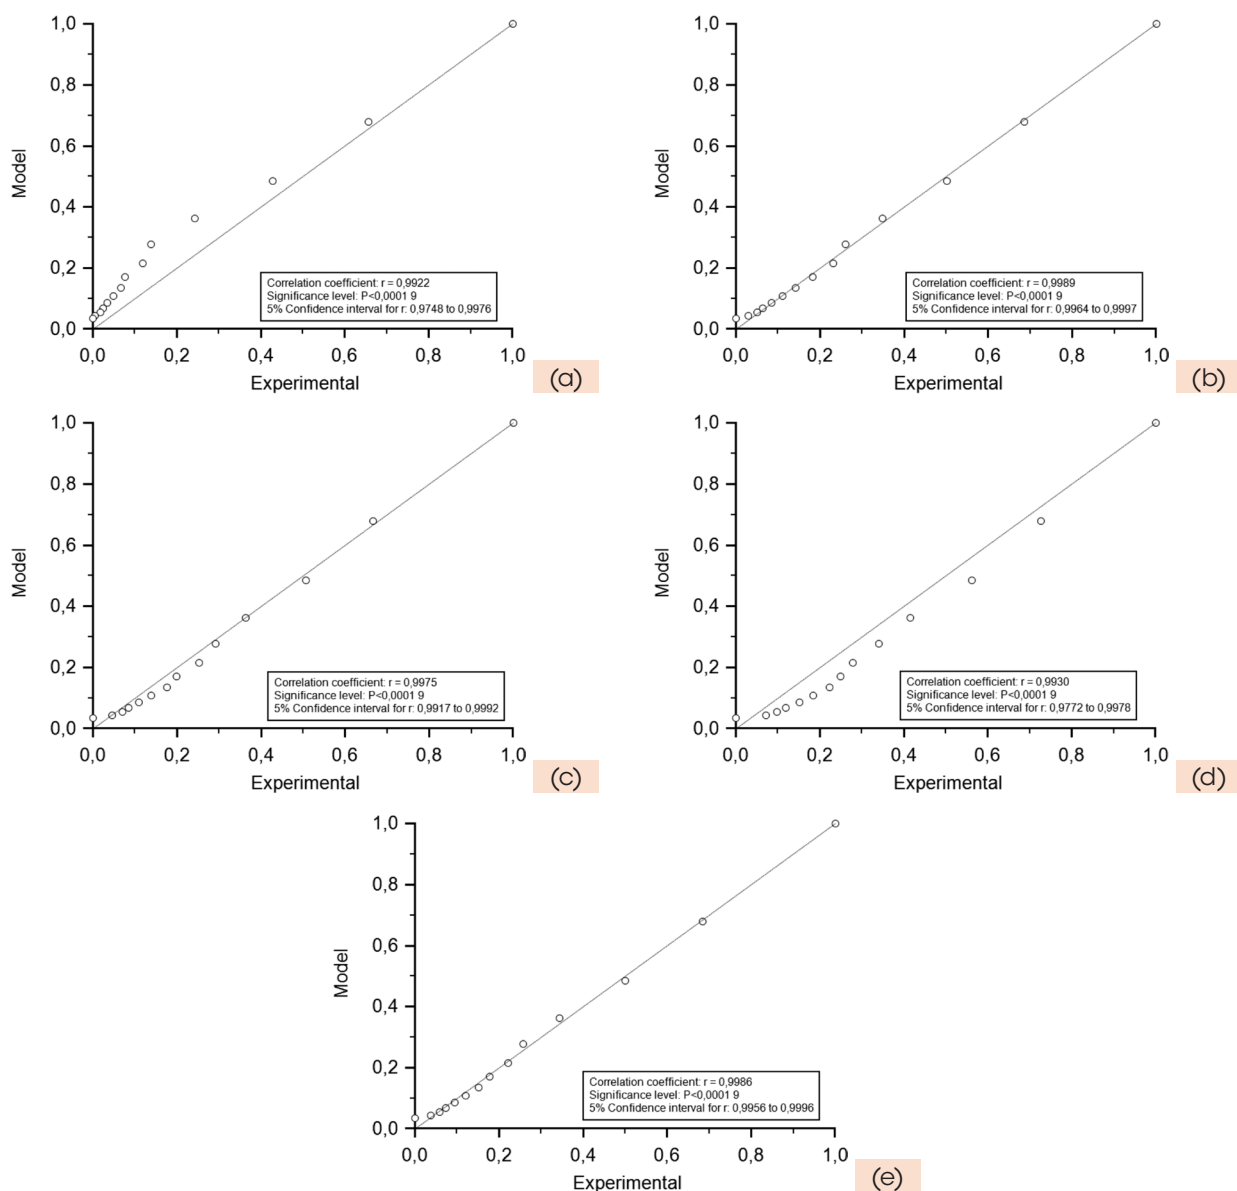 1,0
0,8
0,6
0,4
0,2
0,0
Model
0,0 0,2 0,4 0,6 0,8 1,0
Experimental
Correlation coefficient: r = 0,9922
Significance level: P<0,0001 9
5% Confidence interval for r: 0,9748 to 0,9976
(a)
1,0
0,8
0,6
0,4
0,2
0,0
Model
0,0 0,2 0,4 0,6 0,8 1,0
Experimental
Correlation coefficient: r = 0,9989
Significance level: P<0,0001 9
5% Confidence interval for r: 0,9964 to 0,9997
(b)
1,0
0,8
0,6
0,4
0,2
0,0
Model
0,0 0,2 0,4 0,6 0,8 1,0
Experimental
Correlation coefficient: r = 0,9975
Significance level: P<0,0001 9
5% Confidence interval for r: 0,9917 to 0,9992
(c)
1,0
0,8
0,6
0,4
0,2
0,0
Model
0,0 0,2 0,4 0,6 0,8 1,0
Experimental
Correlation coefficient: r = 0,9930
Significance level: P<0,0001 9
5% Confidence interval for r: 0,9772 to 0,9978
(d)
1,0
0,8
0,6
0,4
0,2
0,0
Model
0,0 0,2 0,4 0,6 0,8 1,0
Experimental
Correlation coefficient: r = 0,9986
Significance level: P<0,0001 9
5% Confidence interval for r: 0,9956 to 0,9996
(e)